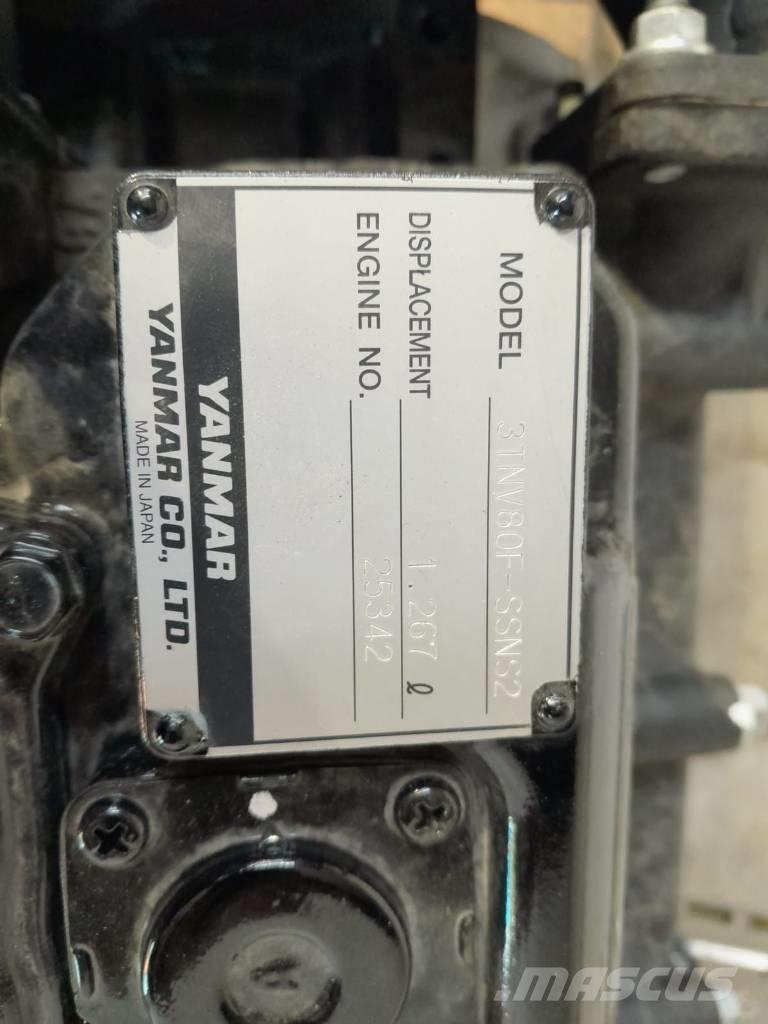 MODEL 3TNV80F-SSNS2
DISPLACEMENT 1.267 ℓ
ENGINE NO. 25342
YANMAR
YANMAR CO., LTD.
MADE IN JAPAN
MASCUS